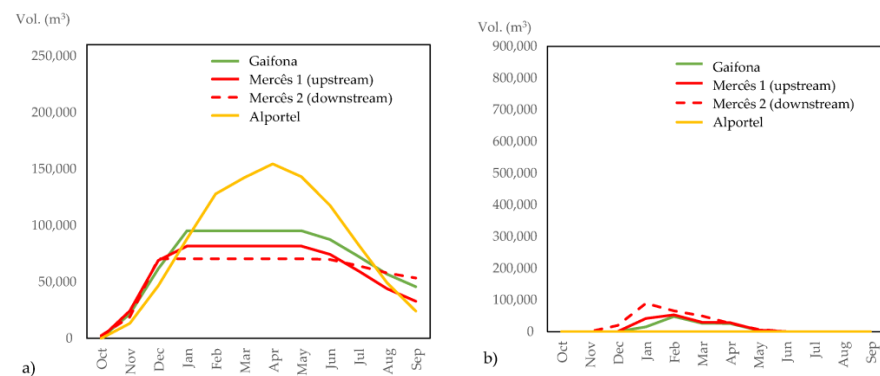 Vol. (m³)
250,000
200,000
150,000
100,000
50,000
0
Gaifona
Mercês 1 (upstream)
Mercês 2 (downstream)
Alportel
Oct
Nov
Dec
Jan
Feb
Mar
Apr
May
Jun
Jul
Aug
Sep
a)
Vol. (m³)
900,000
800,000
700,000
600,000
500,000
400,000
300,000
200,000
100,000
0
Gaifona
Mercês 1 (upstream)
Mercês 2 (downstream)
Alportel
Oct
Nov
Dec
Jan
Feb
Mar
Apr
May
Jun
Jul
Aug
Sep
b)